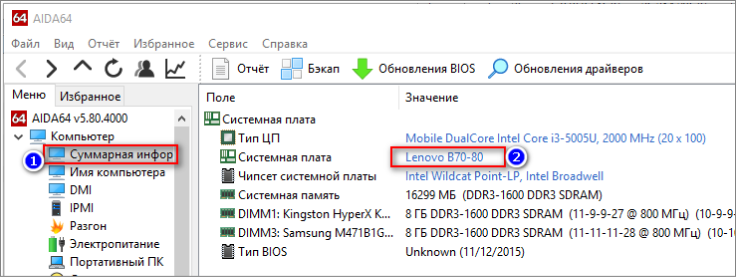 64 AIDA64
Файл Вид Отчёт Избранное Сервис Справка
Отчёт Бэкап Обновления BIOS Обновления драйверов
Меню Избранное
64 AIDA64 v5.80.4000
Компьютер
1 Суммарная инфор
Имя компьютера
DMI
IPMI
Разгон
Электропитание
Портативный ПК
Поле Значение
Системная плата
Тип ЦП Mobile DualCore Intel Core i3-5005U, 2000 MHz (20 x 100)
Системная плата Lenovo B70-80 2
Чипсет системной платы Intel Wildcat Point-LP, Intel Broadwell
Системная память 16299 МБ (DDR3-1600 DDR3 SDRAM)
DIMM1: Kingston HyperX K... 8 ГБ DDR3-1600 DDR3 SDRAM (11-9-9-27 @ 800 МГц) (10-9-
DIMM3: Samsung M471B1G... 8 ГБ DDR3-1600 DDR3 SDRAM (11-11-11-28 @ 800 МГц) (10-1
Тип BIOS Unknown (11/12/2015)